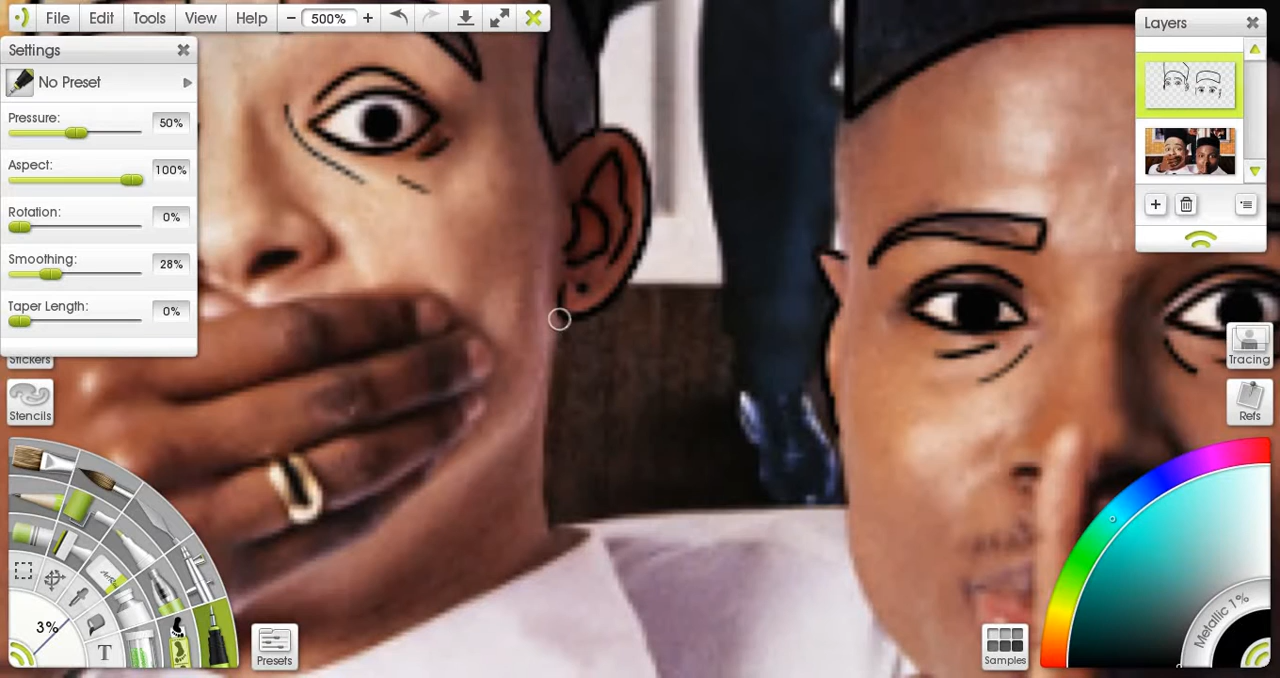 File Edit Tools View Help − 500% +
Settings
No Preset
Pressure: 50%
Aspect: 100%
Rotation: 0%
Smoothing: 28%
Taper Length: 0%
Stickers
Stencils
3%
T
Presets
Layers
Tracing
Refs
Samples
Metallic 1%